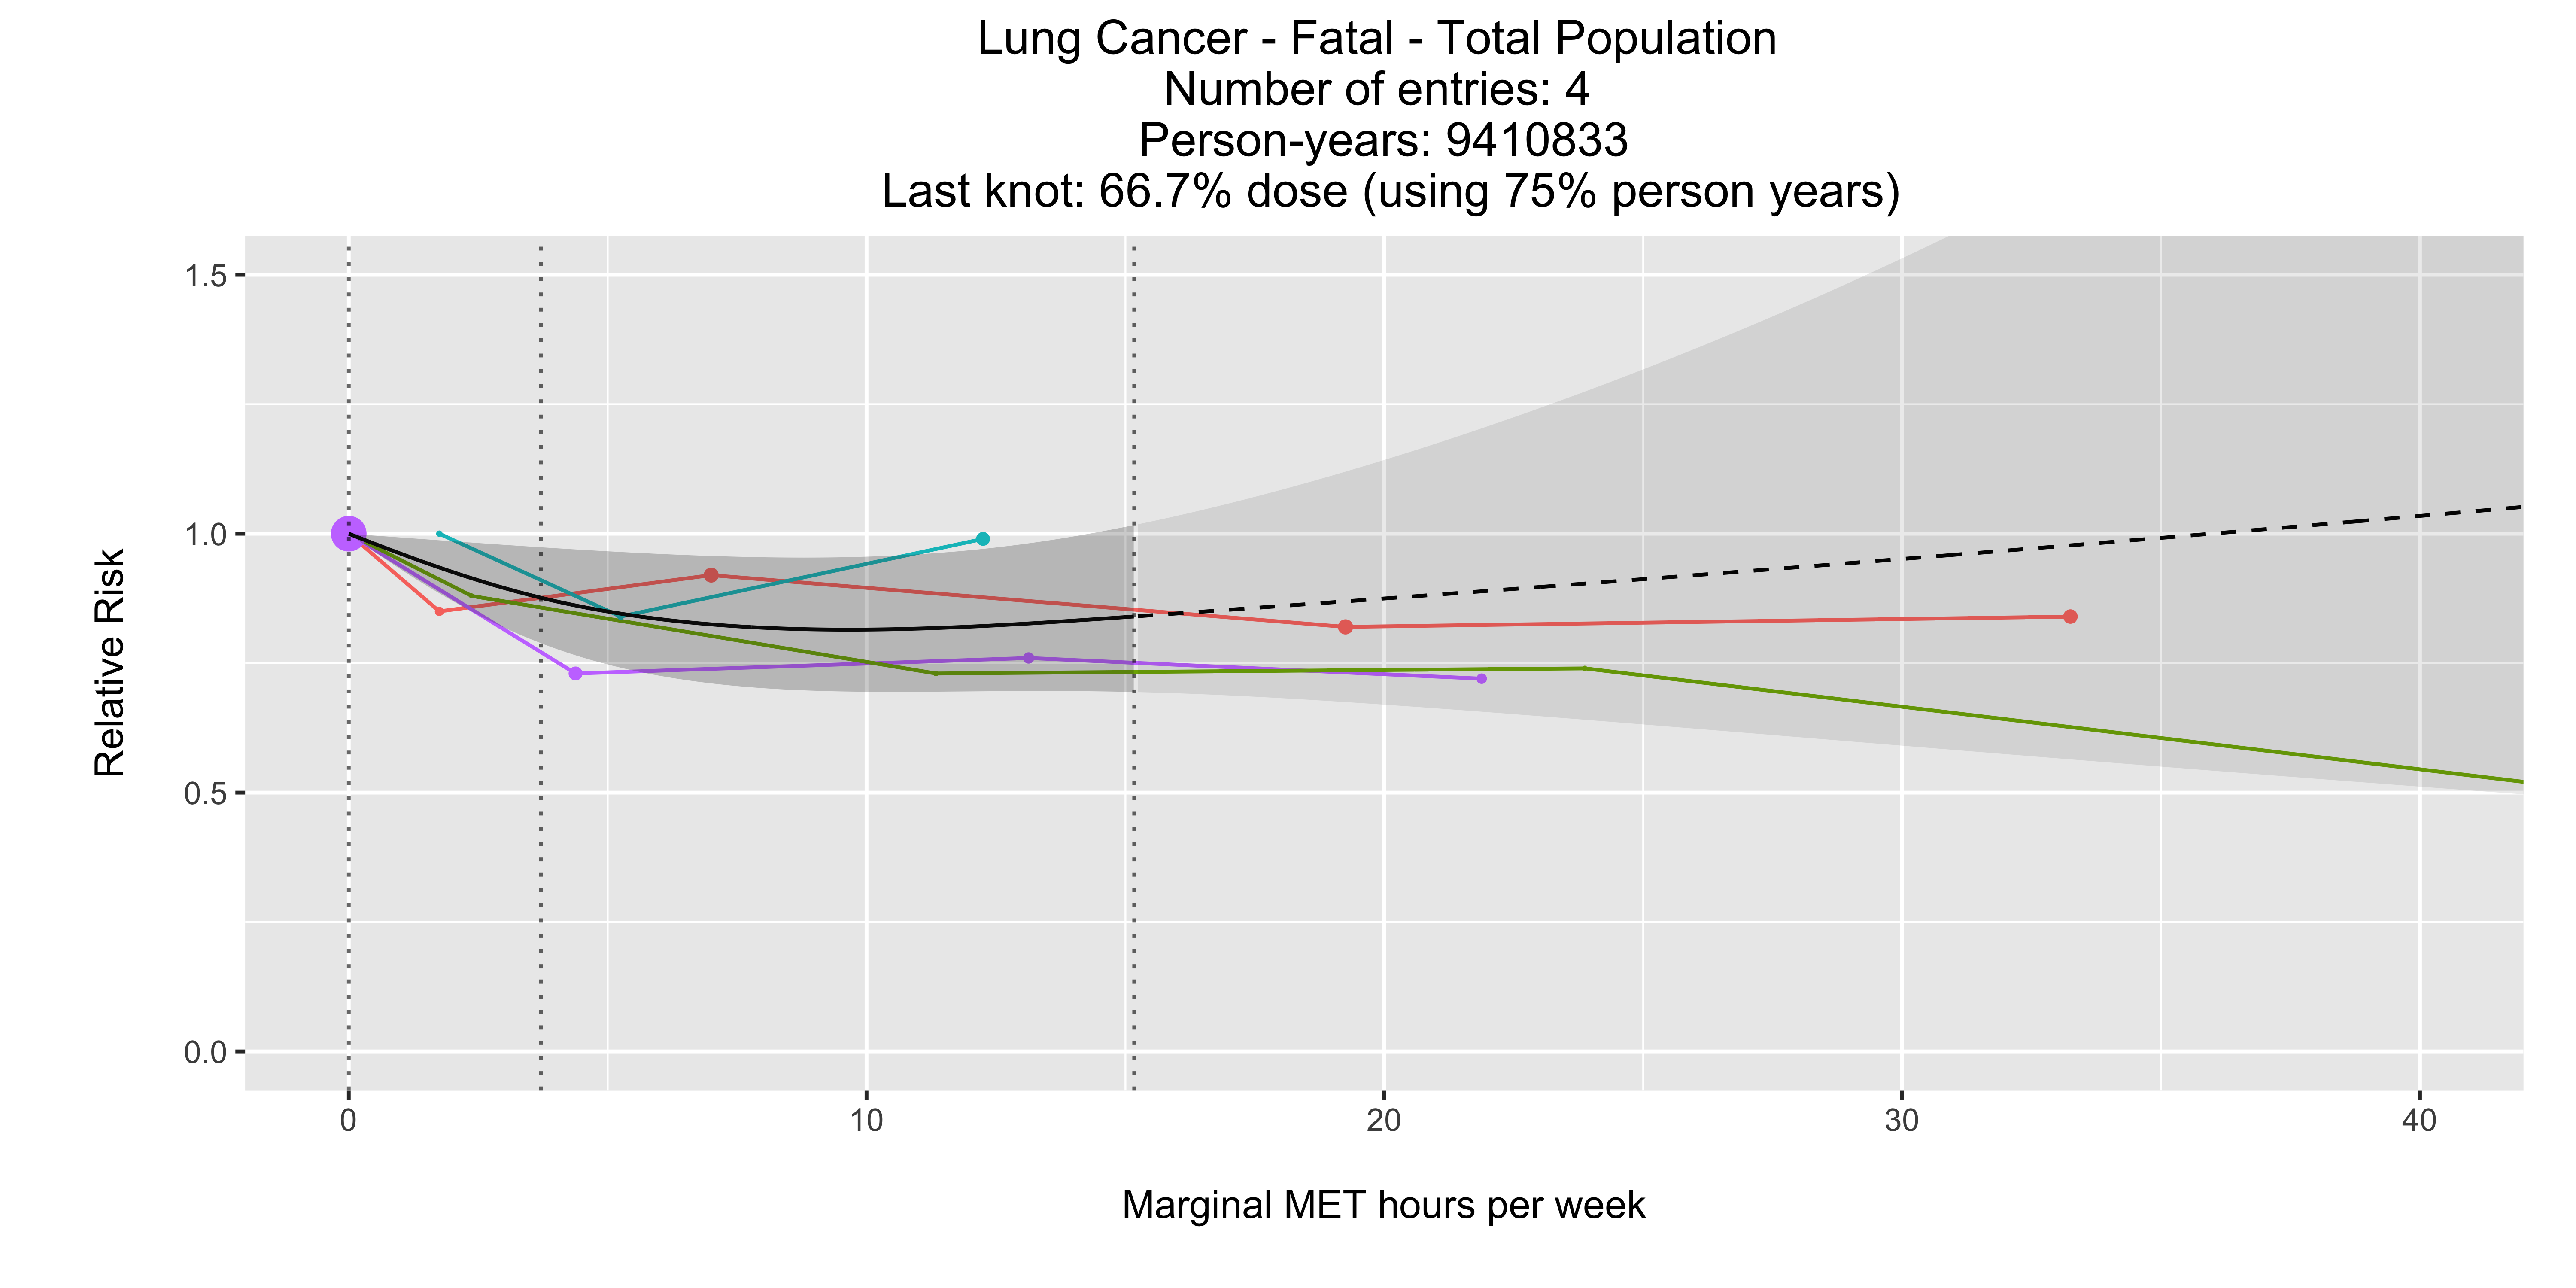 Lung Cancer - Fatal - Total Population
Number of entries: 4
Person-years: 9410833
Last knot: 66.7% dose (using 75% person years)
1.5
1.0
0.5
0.0
Relative Risk
0
10
20
30
40
Marginal MET hours per week